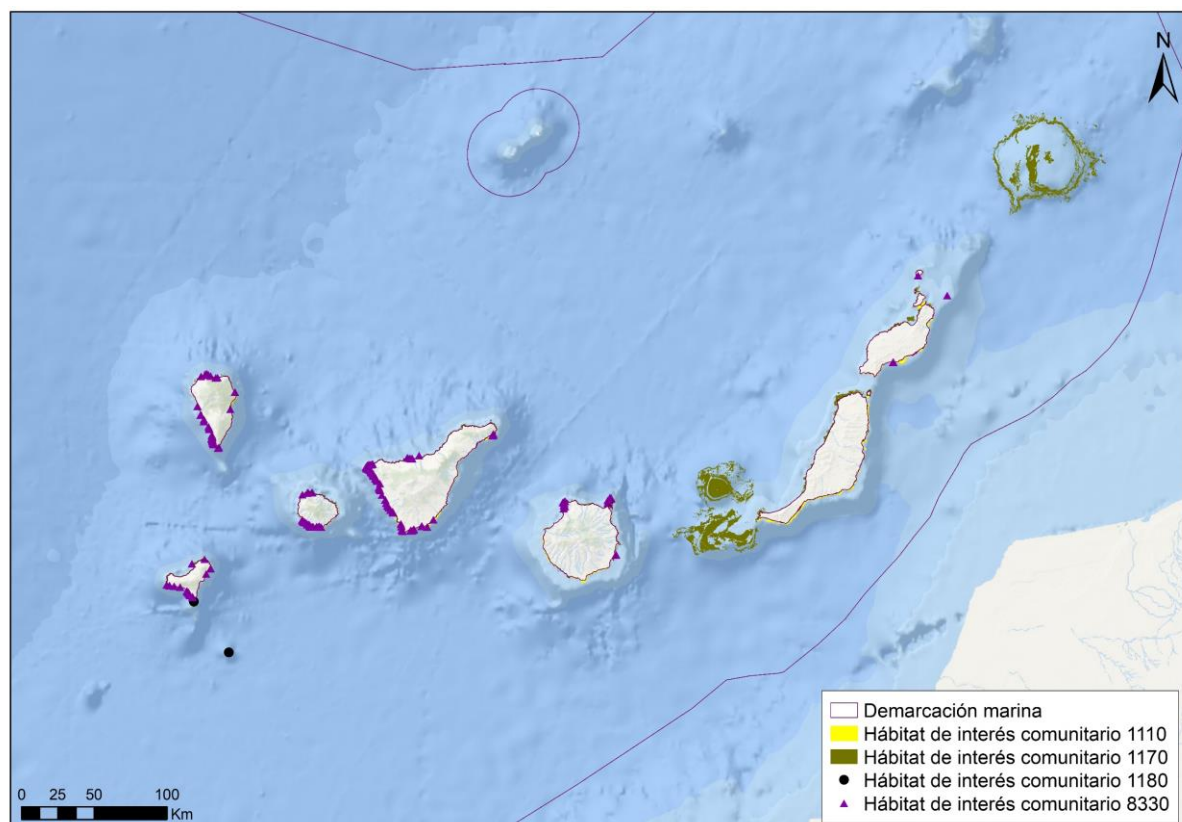 N
Demarcación marina
Hábitat de interés comunitario 1110
Hábitat de interés comunitario 1170
Hábitat de interés comunitario 1180
Hábitat de interés comunitario 8330
0 25 50 100
Km